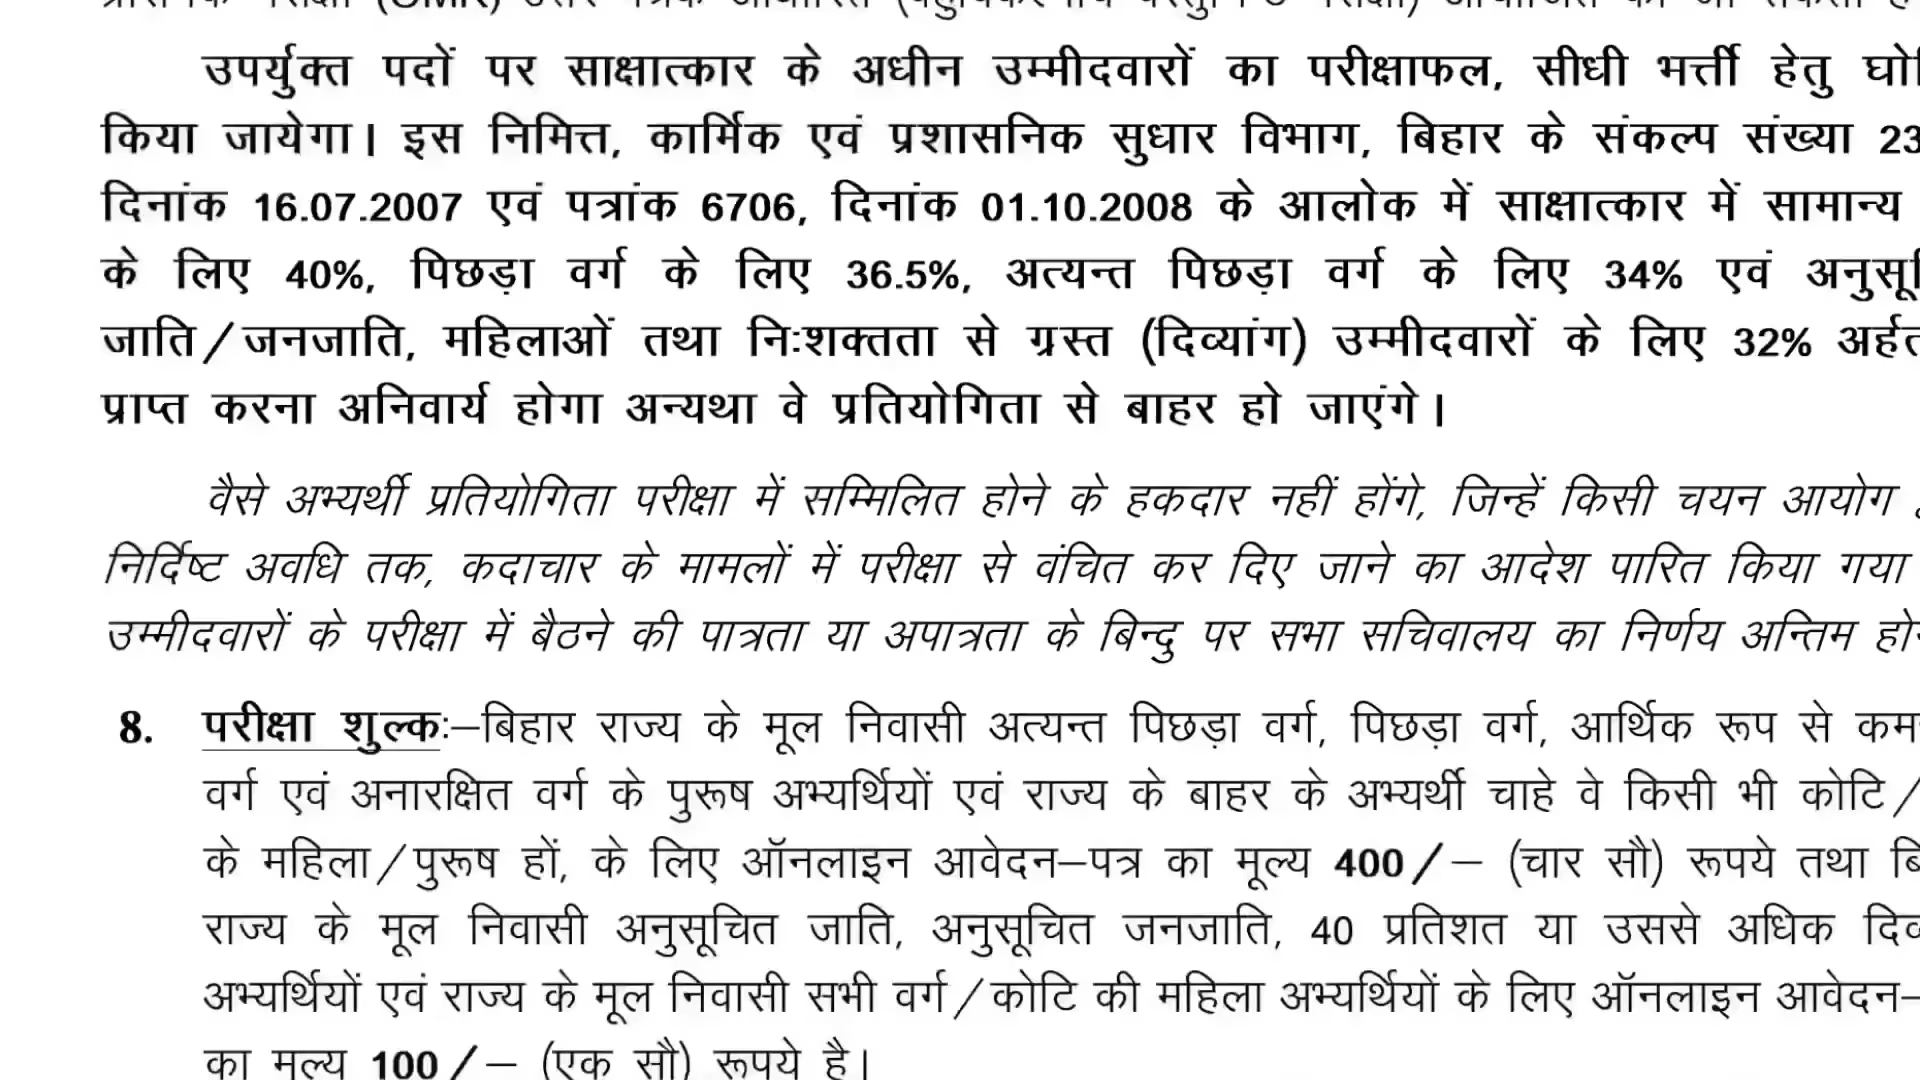 उपर्युक्त पदों पर साक्षात्कार के अधीन उम्मीदवारों का परीक्षाफल, सीधी भर्त्ती हेतु
किया जायेगा। इस निमित्त, कार्मिक एवं प्रशासनिक सुधार विभाग, बिहार के संकल्प संख्या
दिनांक 16.07.2007 एवं पत्रांक 6706, दिनांक 01.10.2008 के आलोक में साक्षात्कार में सामान्य
के लिए 40%, पिछड़ा वर्ग के लिए 36.5%, अत्यन्त पिछड़ा वर्ग के लिए 34% एवं
जाति/जनजाति, महिलाओं तथा निःशक्तता से ग्रस्त (दिव्यांग) उम्मीदवारों के लिए 32%
प्राप्त करना अनिवार्य होगा अन्यथा वे प्रतियोगिता से बाहर हो जाएंगे।
वैसे अभ्यर्थी प्रतियोगिता परीक्षा में सम्मिलित होने के हकदार नहीं होंगे, जिन्हें किसी चयन आयोग
निर्दिष्ट अवधि तक, कदाचार के मामलों में परीक्षा से वंचित कर दिए जाने का आदेश पारित किया गया
उम्मीदवारों के परीक्षा में बैठने की पात्रता या अपात्रता के बिन्दु पर सभा सचिवालय का निर्णय अन्तिम
8. परीक्षा शुल्क:–बिहार राज्य के मूल निवासी अत्यन्त पिछड़ा वर्ग, पिछड़ा वर्ग, आर्थिक रूप से
वर्ग एवं अनारक्षित वर्ग के पुरूष अभ्यर्थियों एवं राज्य के बाहर के अभ्यर्थी चाहे वे किसी भी कोटि/
के महिला/पुरूष हों, के लिए ऑनलाइन आवेदन–पत्र का मूल्य 400/– (चार सौ) रूपये तथा
राज्य के मूल निवासी अनुसूचित जाति, अनुसूचित जनजाति, 40 प्रतिशत या उससे अधिक
अभ्यर्थियों एवं राज्य के मूल निवासी सभी वर्ग/कोटि की महिला अभ्यर्थियों के लिए ऑनलाइन आवेदन–
का मूल्य 100/– (एक सौ) रूपये है।